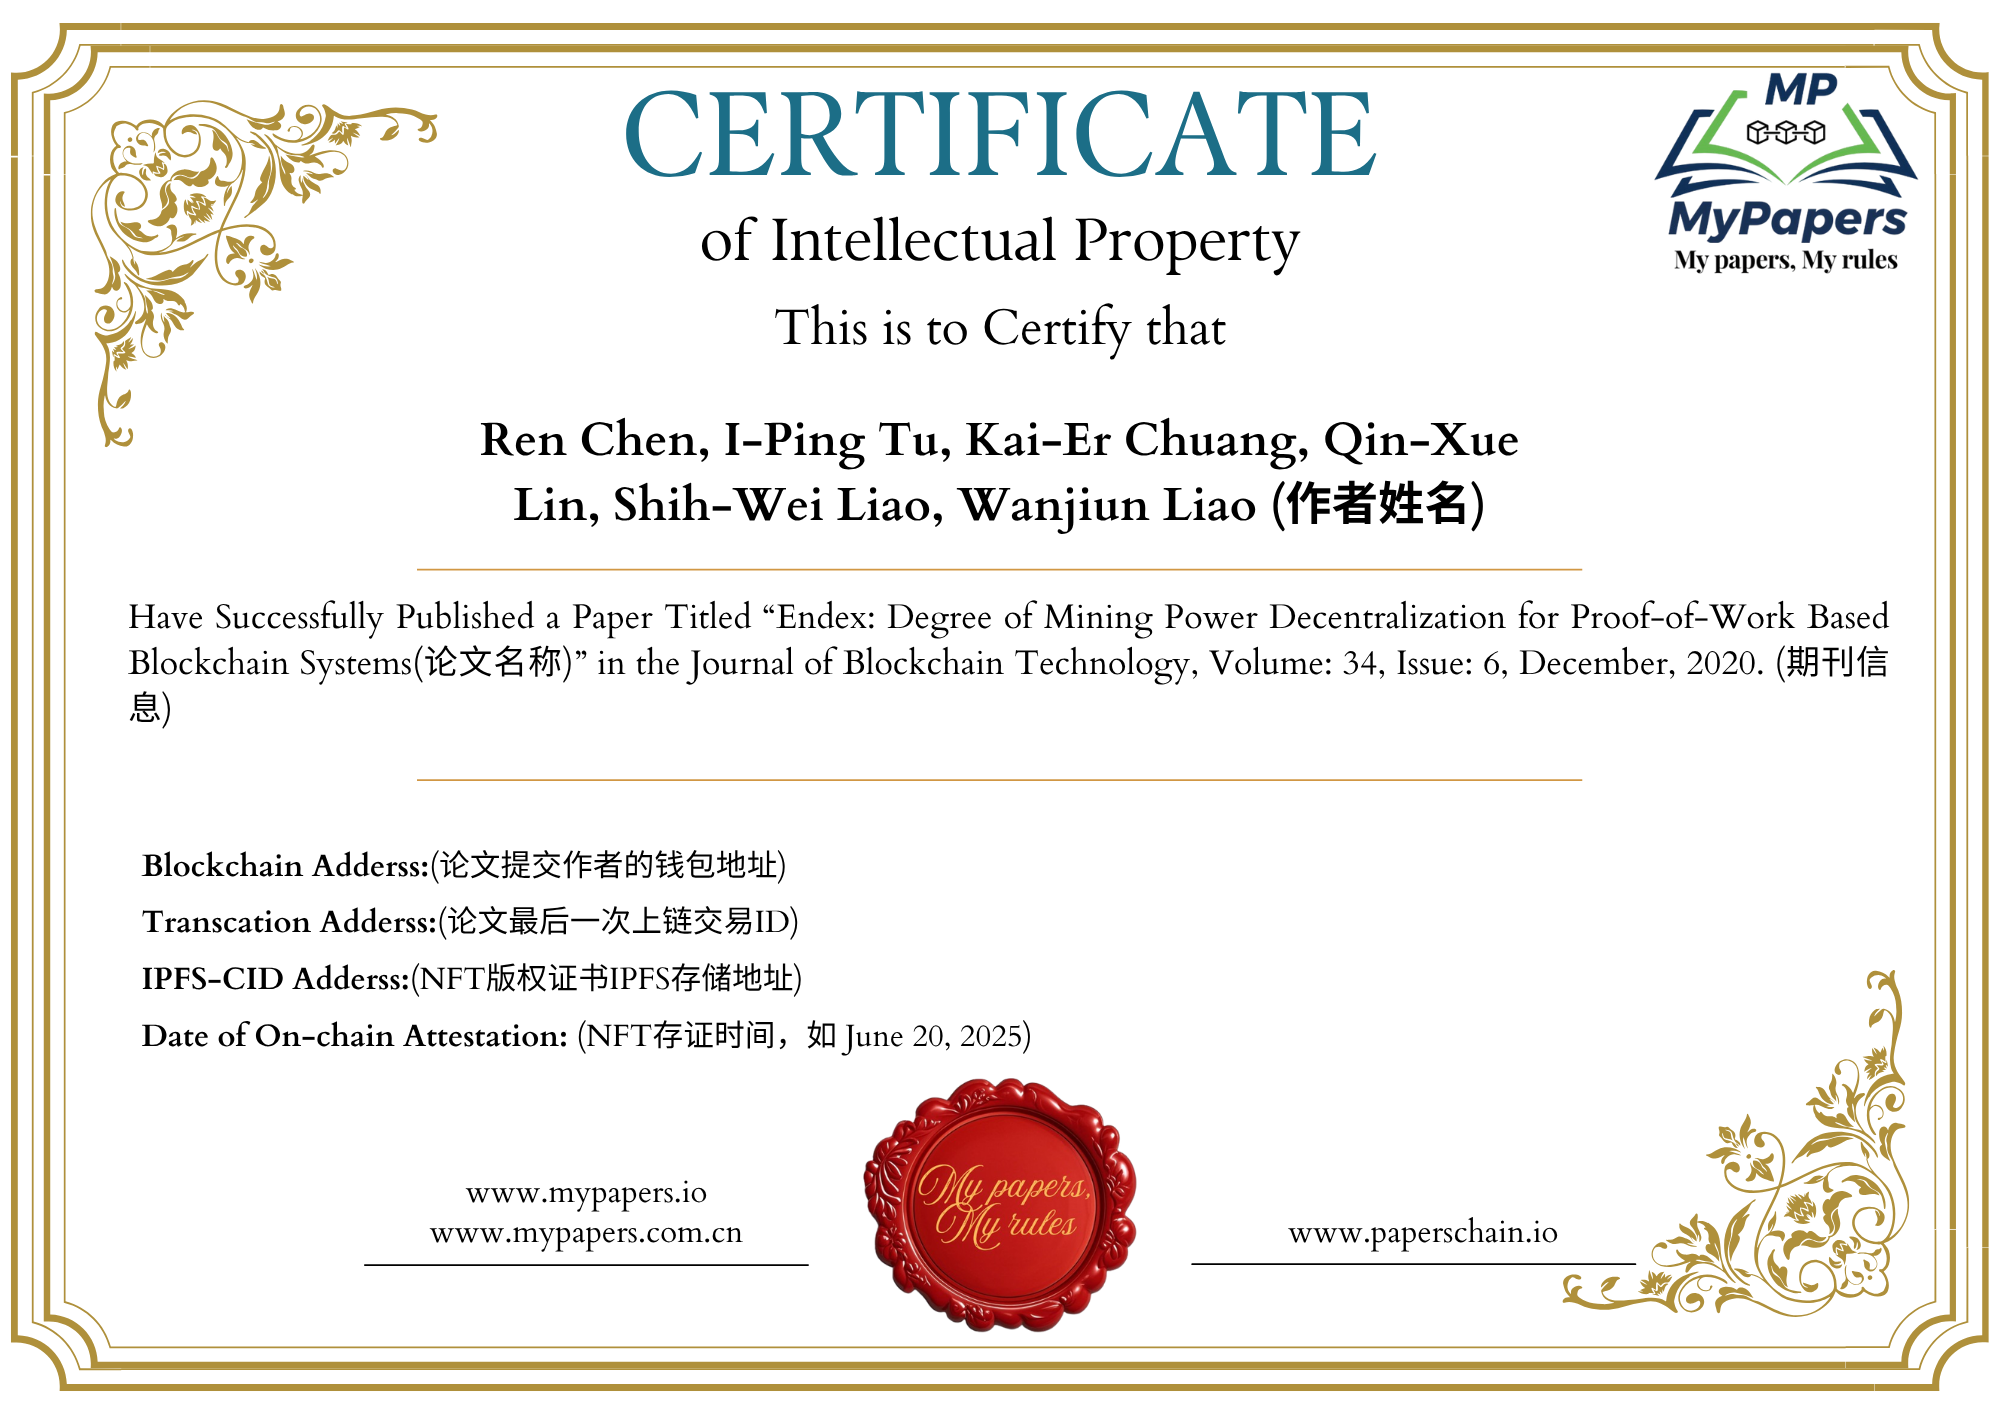 CERTIFICATE
of Intellectual Property
This is to Certify that
MP
MyPapers
My papers, My rules
Ren Chen, I-Ping Tu, Kai-Er Chuang, Qin-Xue
Lin, Shih-Wei Liao, Wanjiun Liao (作者姓名)
Have Successfully Published a Paper Titled “Endex: Degree of Mining Power Decentralization for Proof-of-Work Based
Blockchain Systems(论文名称)” in the Journal of Blockchain Technology, Volume: 34, Issue: 6, December, 2020. (期刊信
息)
Blockchain Adderss:(论文提交作者的钱包地址)
Transcation Adderss:(论文最后一次上链交易ID)
IPFS-CID Adderss:(NFT版权证书IPFS存储地址)
Date of On-chain Attestation: (NFT存证时间，如 June 20, 2025)
www.mypapers.io
www.mypapers.com.cn
My papers,
My rules
www.paperschain.io